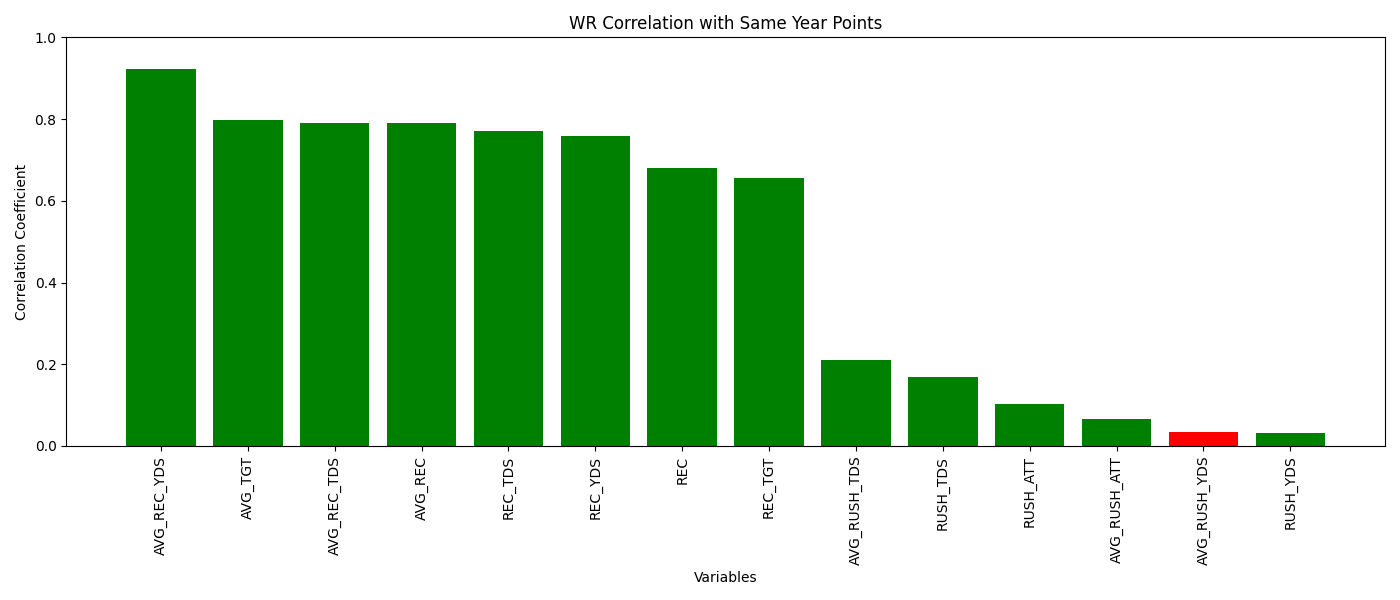 WR Correlation with Same Year Points
Correlation Coefficient
1.0
0.8
0.6
0.4
0.2
0.0
AVG_REC_YDS
AVG_TGT
AVG_REC_TDS
AVG_REC
REC_TDS
REC_YDS
REC
REC_TGT
AVG_RUSH_TDS
RUSH_TDS
RUSH_ATT
AVG_RUSH_ATT
AVG_RUSH_YDS
RUSH_YDS
Variables